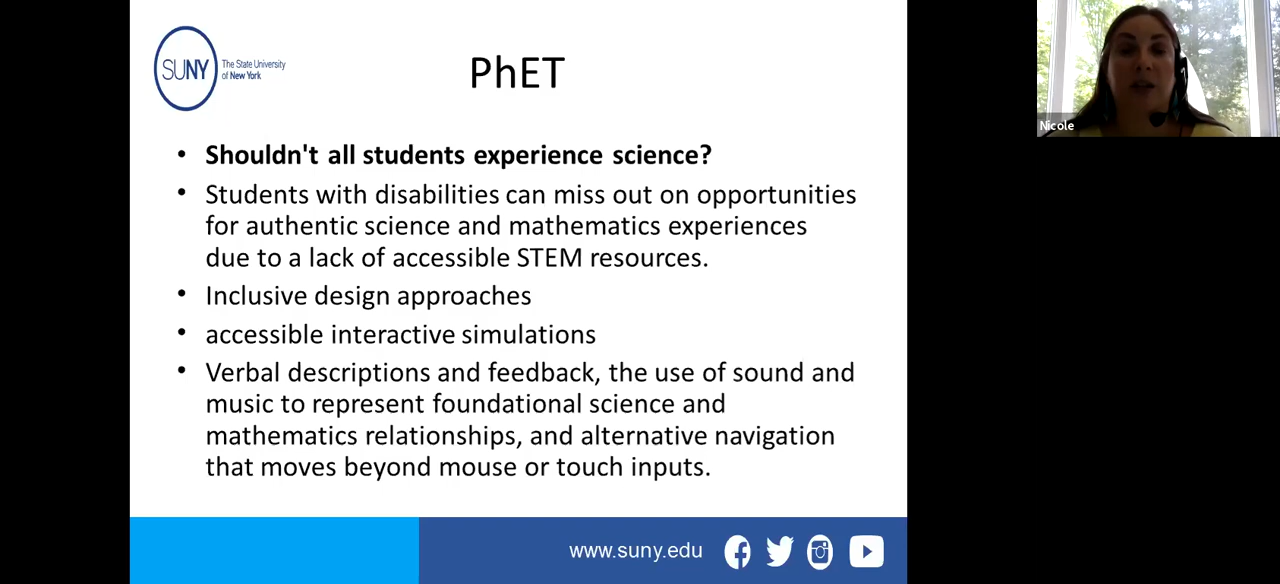 SUNY
The State University
of New York
PhET
Nicole
• Shouldn't all students experience science?
• Students with disabilities can miss out on opportunities
for authentic science and mathematics experiences
due to a lack of accessible STEM resources.
• Inclusive design approaches
• accessible interactive simulations
• Verbal descriptions and feedback, the use of sound and
music to represent foundational science and
mathematics relationships, and alternative navigation
that moves beyond mouse or touch inputs.
www.suny.edu